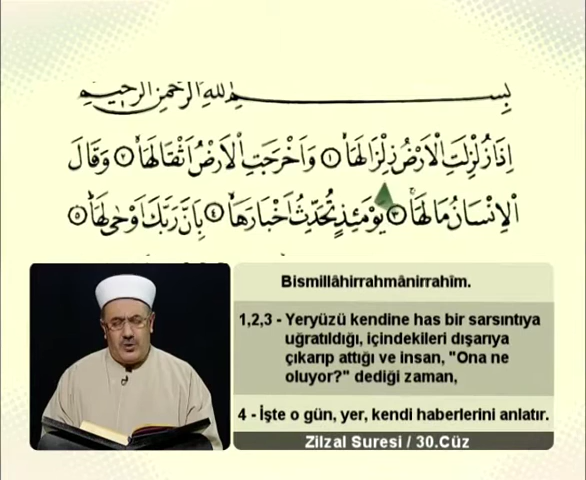 بِسْمِ اللهِ الرَّحْمٰنِ الرَّحِيمِ
اِذَا زُلْزِلَتِ الْاَرْضُ زِلْزَالَهَاۙ ﴿١﴾ وَاَخْرَجَتِ الْاَرْضُ اَثْقَالَهَاۙ ﴿٢﴾ وَقَالَ
الْاِنْسَانُ مَا لَهَاۚ ﴿٣﴾ يَوْمَئِذٍ تُحَدِّثُ اَخْبَارَهَاۙ ﴿٤﴾ بِاَنَّ رَبَّكَ اَوْحٰى لَهَاۜ ﴿٥﴾
Bismillâhirrahmânirrahîm.
1,2,3 - Yeryüzü kendine has bir sarsıntıya
uğratıldığı, içindekileri dışarıya
çıkarıp attığı ve insan, "Ona ne
oluyor?" dediği zaman,
4 - İşte o gün, yer, kendi haberlerini anlatır.
Zilzal Suresi / 30.Cüz